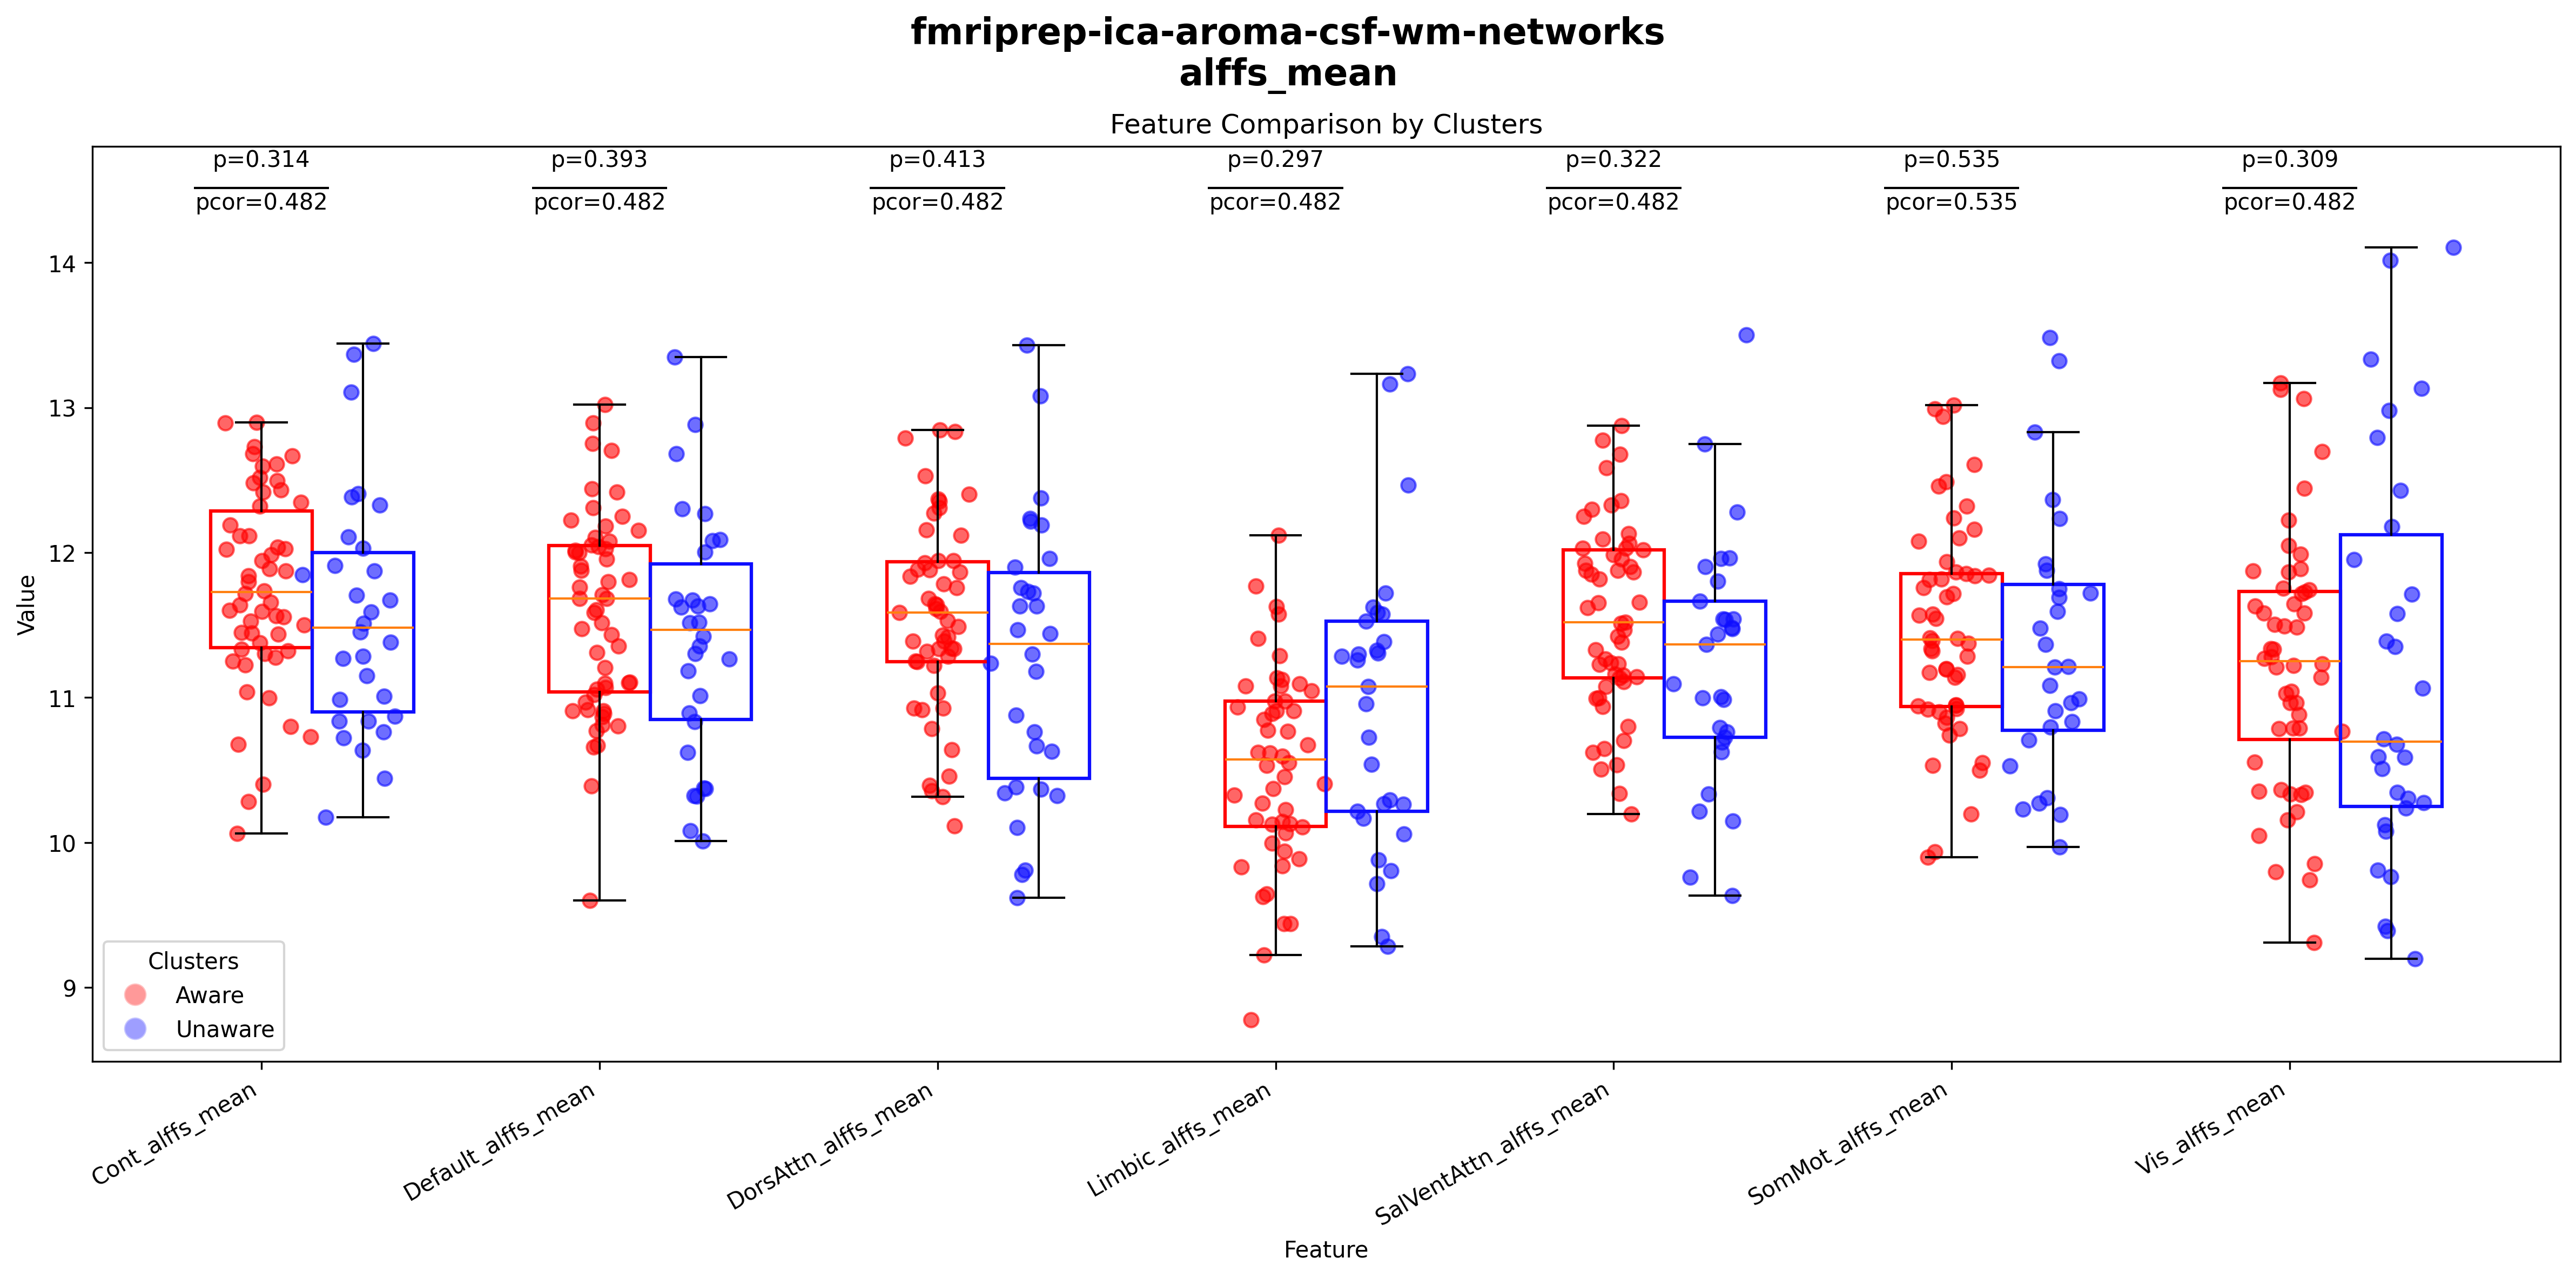 fmriprep-ica-aroma-csf-wm-networks
alffs_mean
Feature Comparison by Clusters
p=0.314 p=0.393 p=0.413 p=0.297 p=0.322 p=0.535 p=0.309
pcor=0.482 pcor=0.482 pcor=0.482 pcor=0.482 pcor=0.482 pcor=0.535 pcor=0.482
14
13
12
11
10
9
Value
Clusters
Aware
Unaware
Cont_alffs_mean
Default_alffs_mean
DorsAttn_alffs_mean
Limbic_alffs_mean
SalVentAttn_alffs_mean
SomMot_alffs_mean
Vis_alffs_mean
Feature